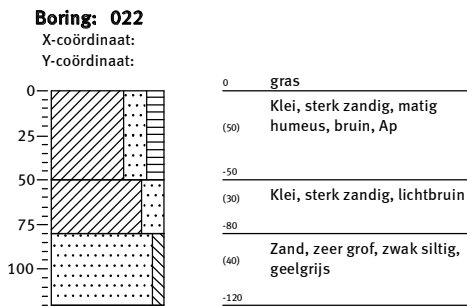 Boring: 022
X-coördinaat:
Y-coördinaat:
0
25
50
75
100
0 gras
(50) Klei, sterk zandig, matig
humeus, bruin, Ap
-50
(30) Klei, sterk zandig, lichtbruin
-80
(40) Zand, zeer grof, zwak siltig,
geelgrijs
-120